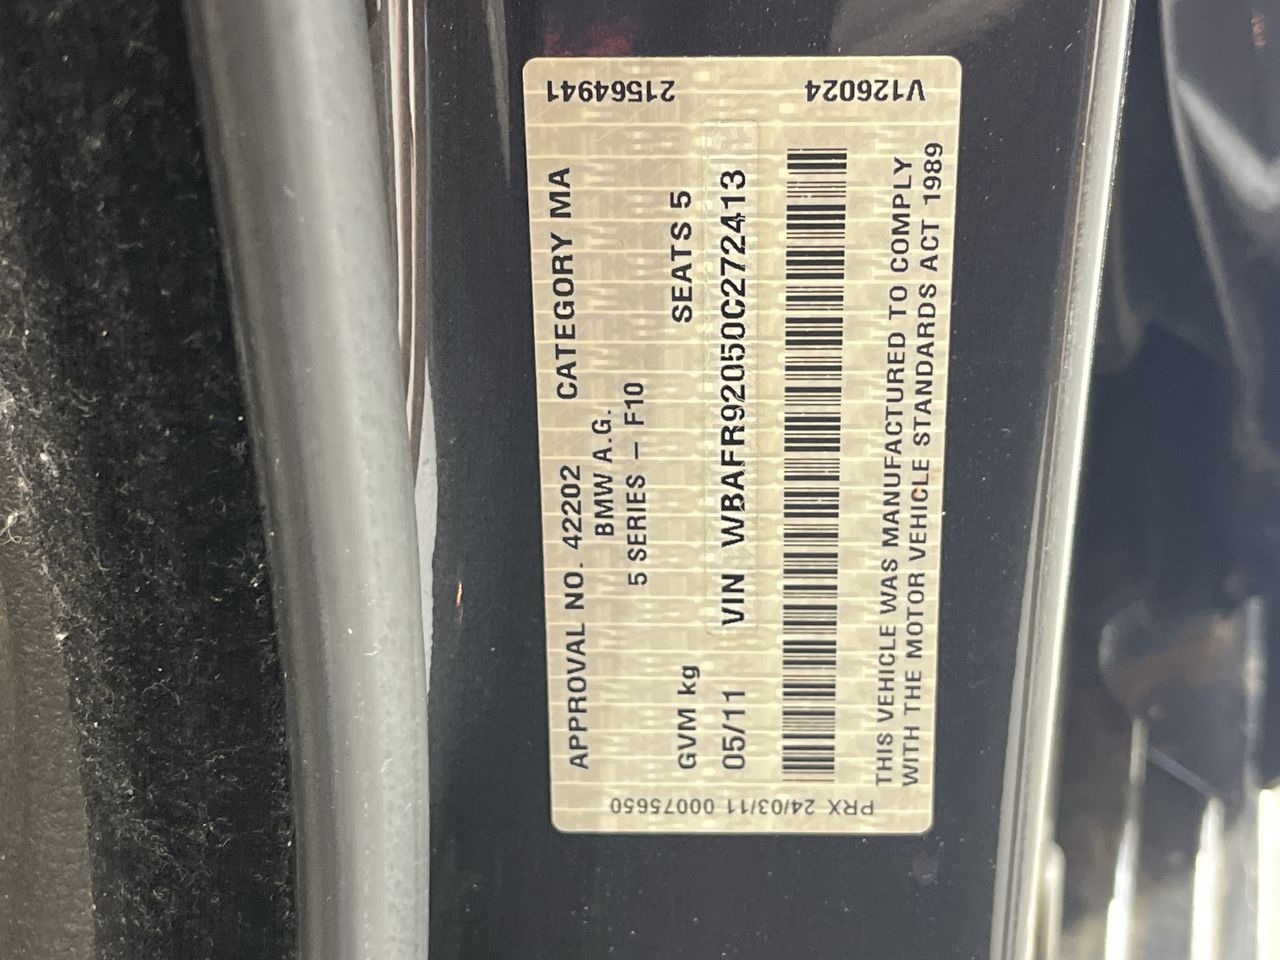 APPROVAL NO. 42202 CATEGORY MA
BMW A.G.
5 SERIES – F10
GVM kg SEATS 5
05/11 VIN WBAFR92050C272413
THIS VEHICLE WAS MANUFACTURED TO COMPLY
WITH THE MOTOR VEHICLE STANDARDS ACT 1989
21564941
V126024
PRX 24/03/11 00075650